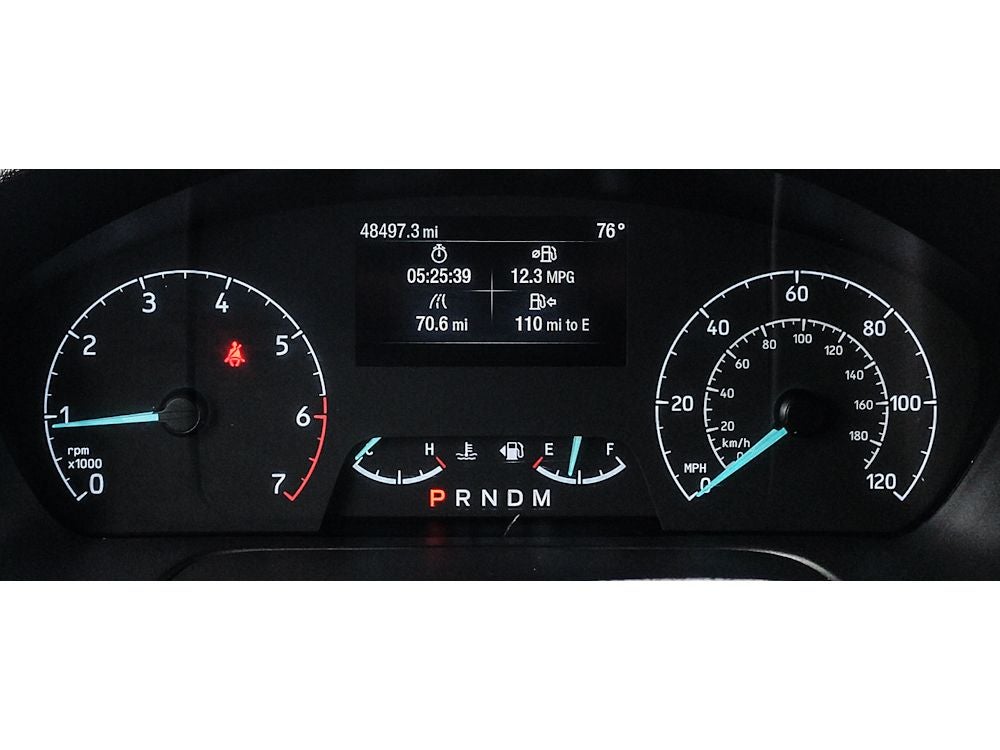 48497.3 mi 76°
05:25:39 12.3 MPG
70.6 mi 110 mi to E
0 1 2 3 4 5 6 7
rpm
x1000
C H
E F
P R N D M
0 20 40 60 80 100 120
MPH
0 20 40 60 80 100 120 140 160 180
km/h